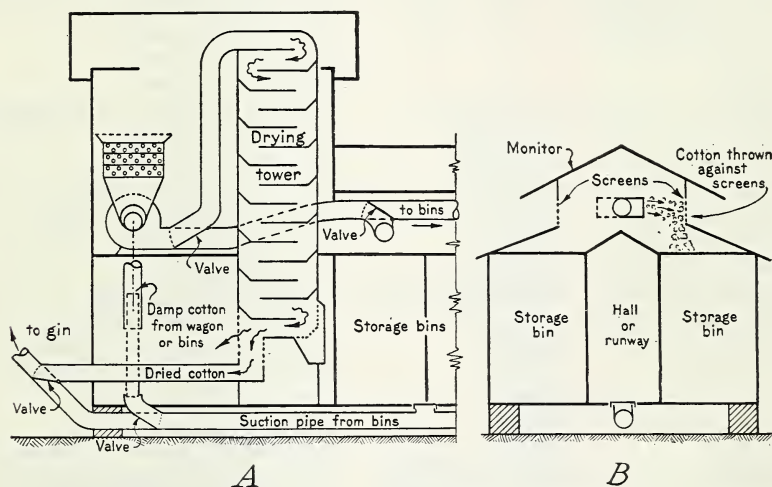 Drying
tower
Valve
Valve
to bins
Damp cotton
from wagon
or bins
to gin
Dried cotton
Valve
Valve
Suction pipe from bins
Storage bins
A
Monitor
Screens
Cotton thrown
against
screens
Storage
bin
Hall
or
runway
Storage
bin
B